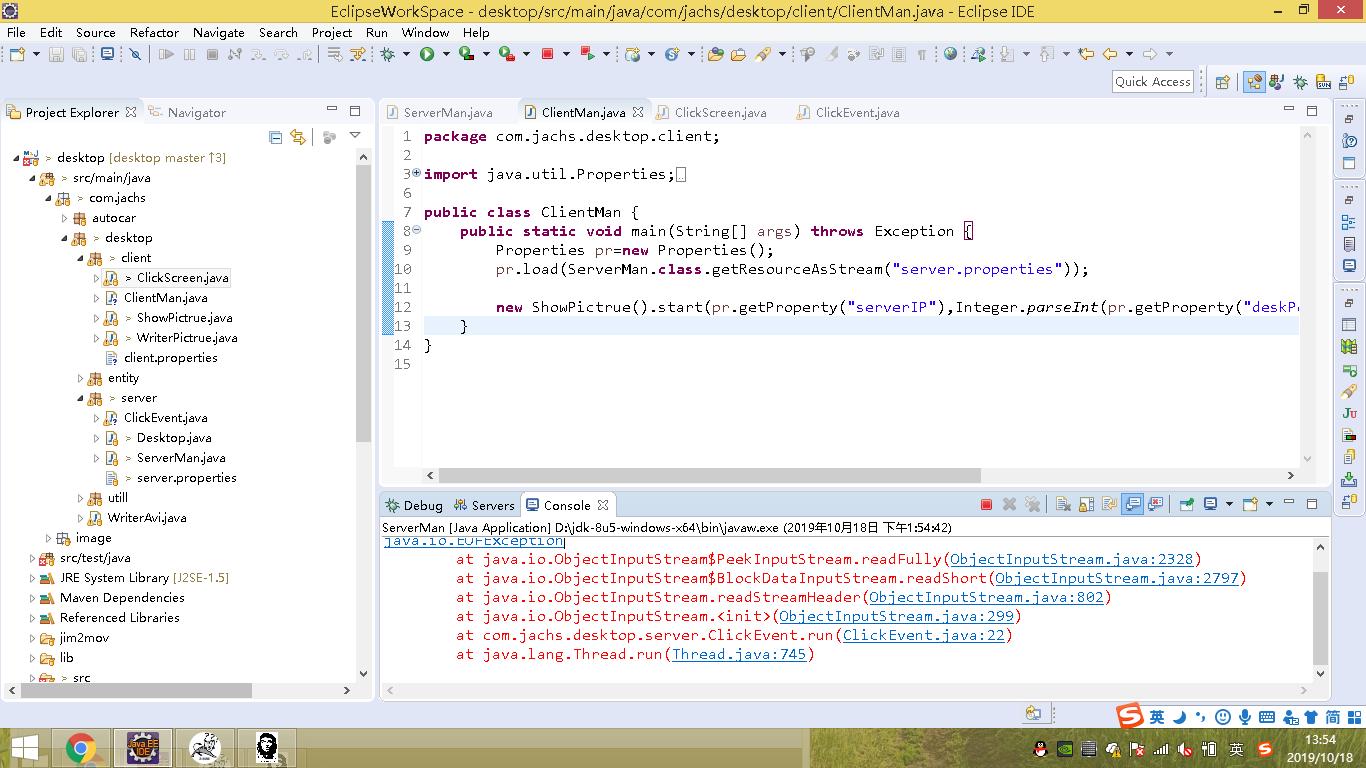 EclipseWorkSpace - desktop/src/main/java/com/jachs/desktop/client/ClientMan.java - Eclipse IDE
File Edit Source Refactor Navigate Search Project Run Window Help
Quick Access
Project Explorer Navigator
> desktop [desktop master ↑3]
> src/main/java
> com.jachs
autocar
> desktop
> client
> ClickScreen.java
ClientMan.java
> ShowPictrue.java
> WriterPictrue.java
client.properties
entity
> server
ClickEvent.java
> Desktop.java
> ServerMan.java
> server.properties
utill
WriterAvi.java
image
src/test/java
JRE System Library [J2SE-1.5]
Maven Dependencies
Referenced Libraries
jim2mov
lib
> src
ServerMan.java ClientMan.java ClickScreen.java ClickEvent.java
1 package com.jachs.desktop.client;
2
3 import java.util.Properties;
6
7 public class ClientMan {
8 public static void main(String[] args) throws Exception {
9 Properties pr=new Properties();
10 pr.load(ServerMan.class.getResourceAsStream("server.properties"));
11
12 new ShowPictrue().start(pr.getProperty("serverIP"),Integer.parseInt(pr.getProperty("deskP
13 }
14 }
15
Debug Servers Console
ServerMan [Java Application] D:\jdk-8u5-windows-x64\bin\javaw.exe (2019年10月18日 下午1:54:42)
java.io.EOFException
at java.io.ObjectInputStream$PeekInputStream.readFully(ObjectInputStream.java:2328)
at java.io.ObjectInputStream$BlockDataInputStream.readShort(ObjectInputStream.java:2797)
at java.io.ObjectInputStream.readStreamHeader(ObjectInputStream.java:802)
at java.io.ObjectInputStream.<init>(ObjectInputStream.java:299)
at com.jachs.desktop.server.ClickEvent.run(ClickEvent.java:22)
at java.lang.Thread.run(Thread.java:745)
英 简
Java EE IDE
英
13:54
2019/10/18